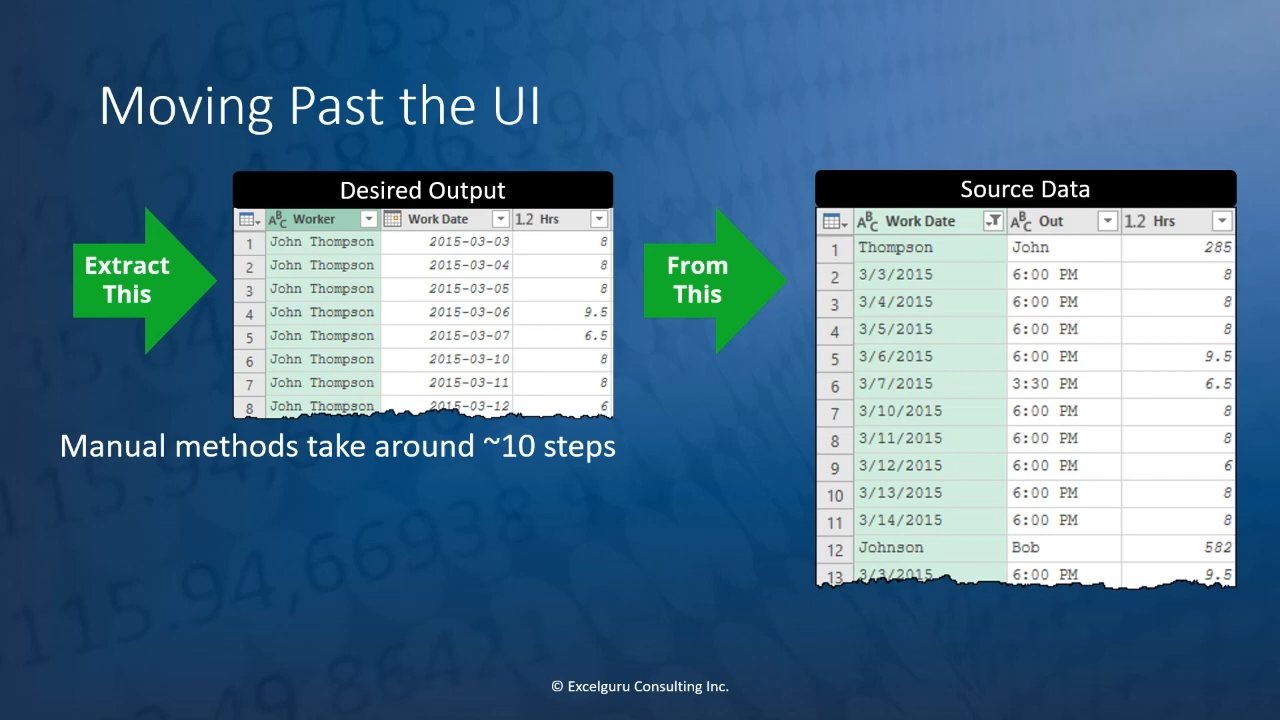 Moving Past the UI
Desired Output
Worker Work Date 1.2 Hrs
1 John Thompson 2015-03-03 8
2 John Thompson 2015-03-04 8
3 John Thompson 2015-03-05 8
4 John Thompson 2015-03-06 9.5
5 John Thompson 2015-03-07 6.5
6 John Thompson 2015-03-10 8
7 John Thompson 2015-03-11 8
8 John Thompson 2015-03-12 6
Extract
This
Manual methods take around ~10 steps
From
This
Source Data
ABC Work Date ABC Out 1.2 Hrs
1 Thompson John 285
2 3/3/2015 6:00 PM 8
3 3/4/2015 6:00 PM 8
4 3/5/2015 6:00 PM 8
5 3/6/2015 6:00 PM 9.5
6 3/7/2015 3:30 PM 6.5
7 3/10/2015 6:00 PM 8
8 3/11/2015 6:00 PM 8
9 3/12/2015 6:00 PM 6
10 3/13/2015 6:00 PM 8
11 3/14/2015 6:00 PM 8
12 Johnson Bob 582
13 3/3/2015 6:00 PM 9.5
© Excelguru Consulting Inc.